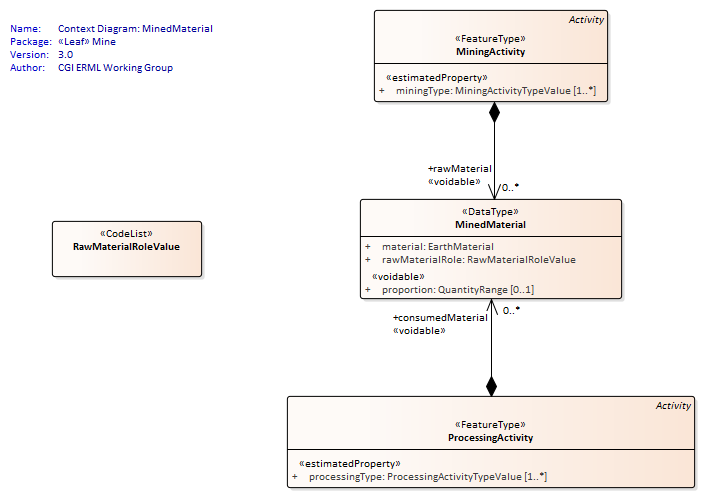 Name: Context Diagram: MinedMaterial
Package: «Leaf» Mine
Version: 3.0
Author: CGI ERML Working Group
Activity
«FeatureType»
MiningActivity
«estimatedProperty»
+ miningType: MiningActivityTypeValue [1..*]
+rawMaterial
«voidable» 0..*
«CodeList»
RawMaterialRoleValue
«DataType»
MinedMaterial
+ material: EarthMaterial
+ rawMaterialRole: RawMaterialRoleValue
«voidable»
+ proportion: QuantityRange [0..1]
+consumedMaterial 0..*
«voidable»
Activity
«FeatureType»
ProcessingActivity
«estimatedProperty»
+ processingType: ProcessingActivityTypeValue [1..*]